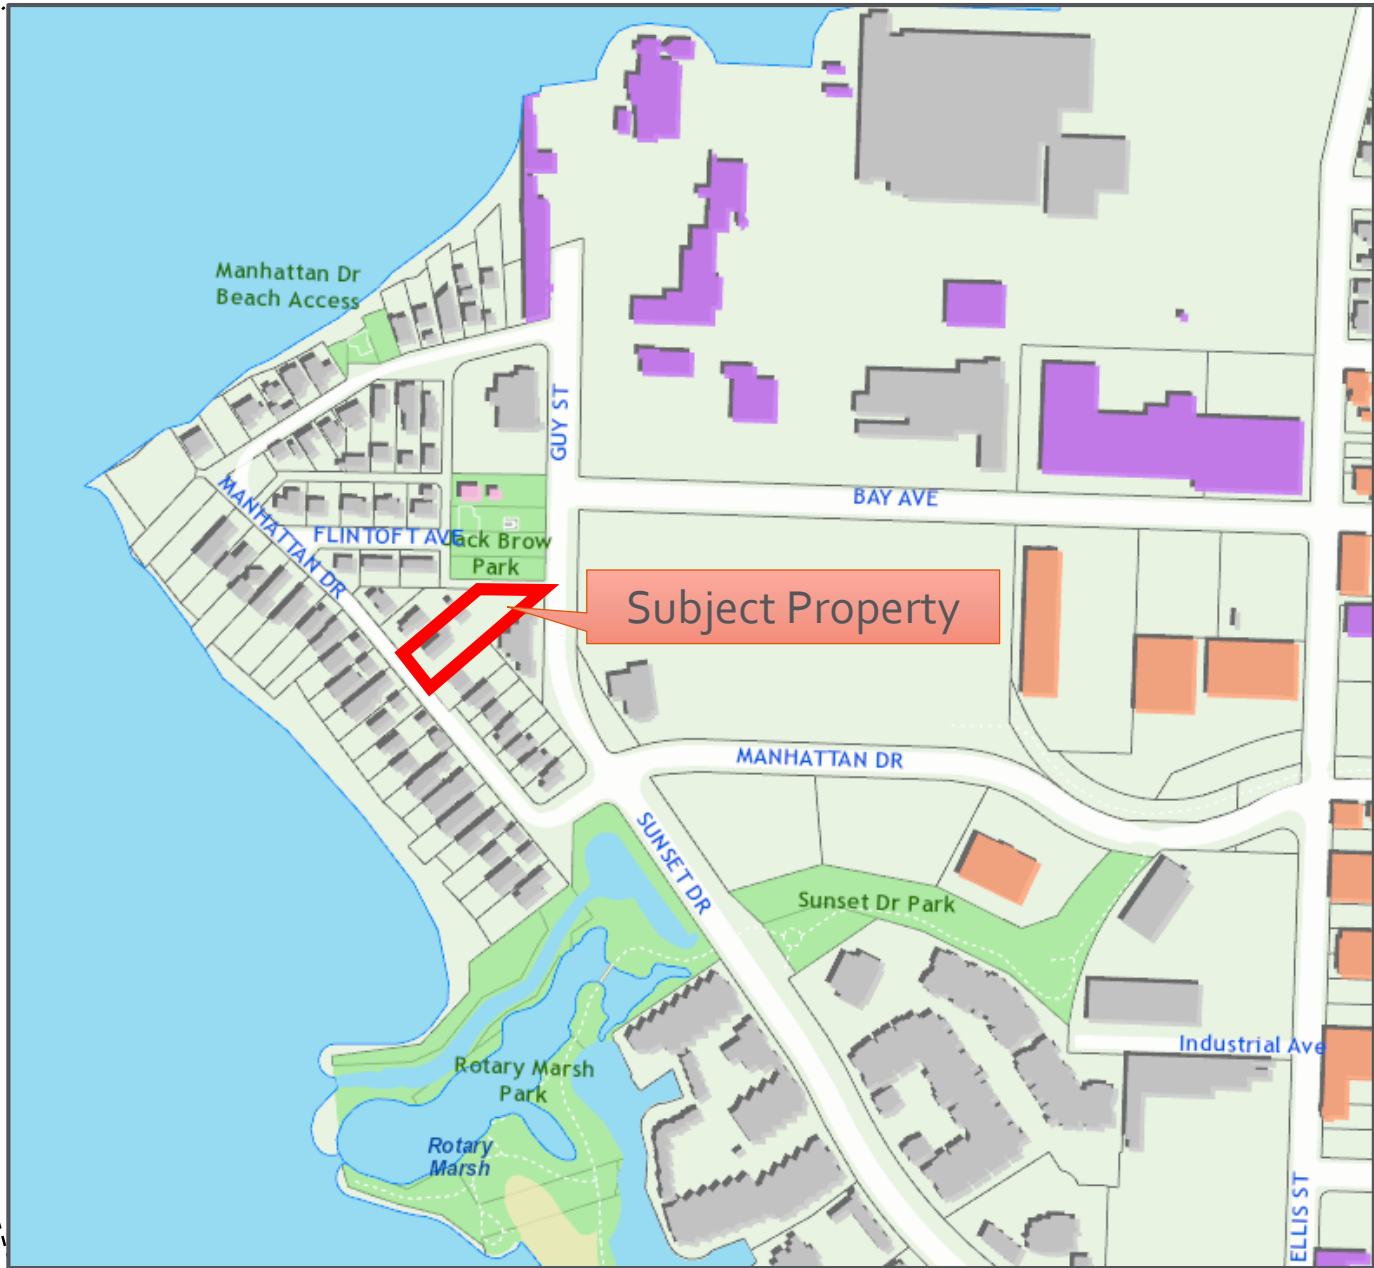 Manhattan Dr
Beach Access
GUY ST
BAY AVE
MANHATTAN DR
FLINTOFT AVE
Jack Brow
Park
Subject Property
MANHATTAN DR
SUNSET DR
Sunset Dr Park
Industrial Ave
Rotary Marsh
Park
Rotary
Marsh
ELLIS ST